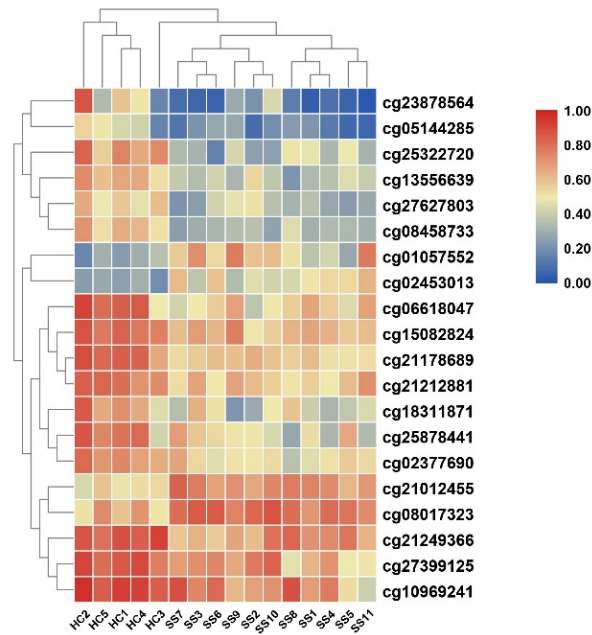 cg23878564
cg05144285
cg25322720
cg13556639
cg27627803
cg08458733
cg01057552
cg02453013
cg06618047
cg15082824
cg21178689
cg21212881
cg18311871
cg25878441
cg02377690
cg21012455
cg08017323
cg21249366
cg27399125
cg10969241
1.00
0.80
0.60
0.40
0.20
0.00
HC2 HC5 HC1 HC4 HC3 SS7 SS3 SS6 SS9 SS2 SS10 SS8 SS1 SS4 SS5 SS11